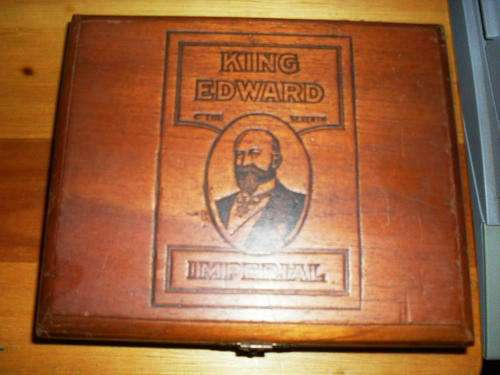 KING
EDWARD
THE SEVENTH
IMPERIAL